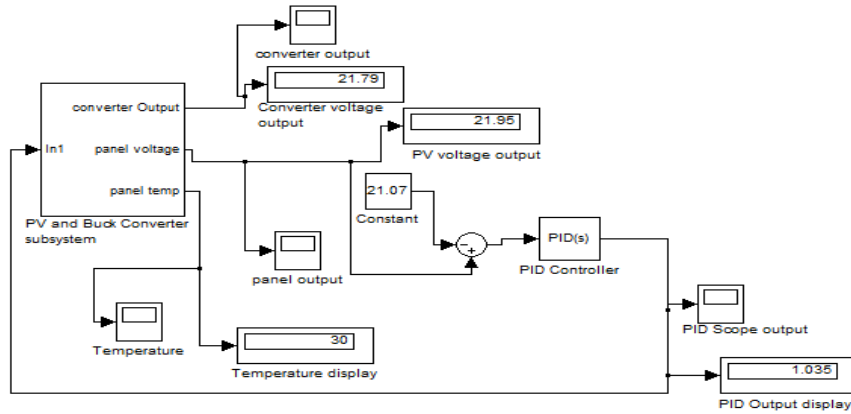 converter output
21.79
Converter voltage
output
converter Output
In1
panel voltage
panel temp
PV and Buck Converter
subsystem
21.95
PV voltage output
21.07
Constant
-
+
PID(s)
PID Controller
panel output
Temperature
30
Temperature display
PID Scope output
1.035
PID Output display